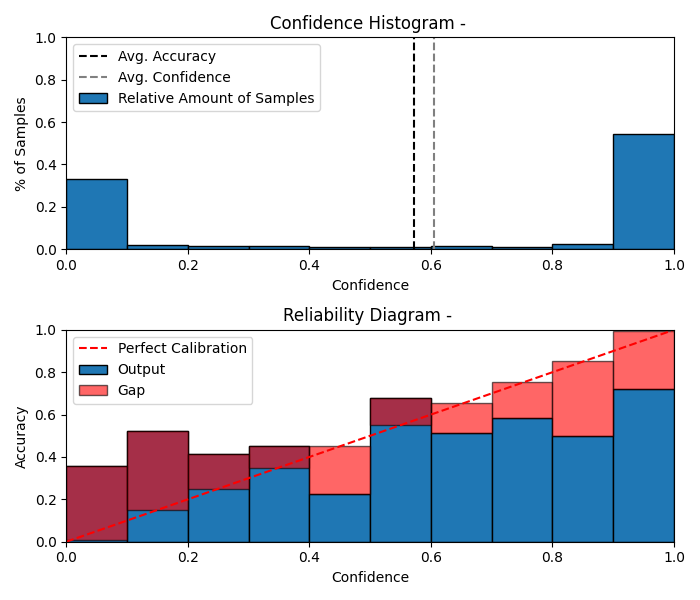 Confidence Histogram -
1.0
0.8
0.6
0.4
0.2
0.0
% of Samples
Avg. Accuracy
Avg. Confidence
Relative Amount of Samples
0.0 0.2 0.4 0.6 0.8 1.0
Confidence
Reliability Diagram -
1.0
0.8
0.6
0.4
0.2
0.0
Accuracy
Perfect Calibration
Output
Gap
0.0 0.2 0.4 0.6 0.8 1.0
Confidence